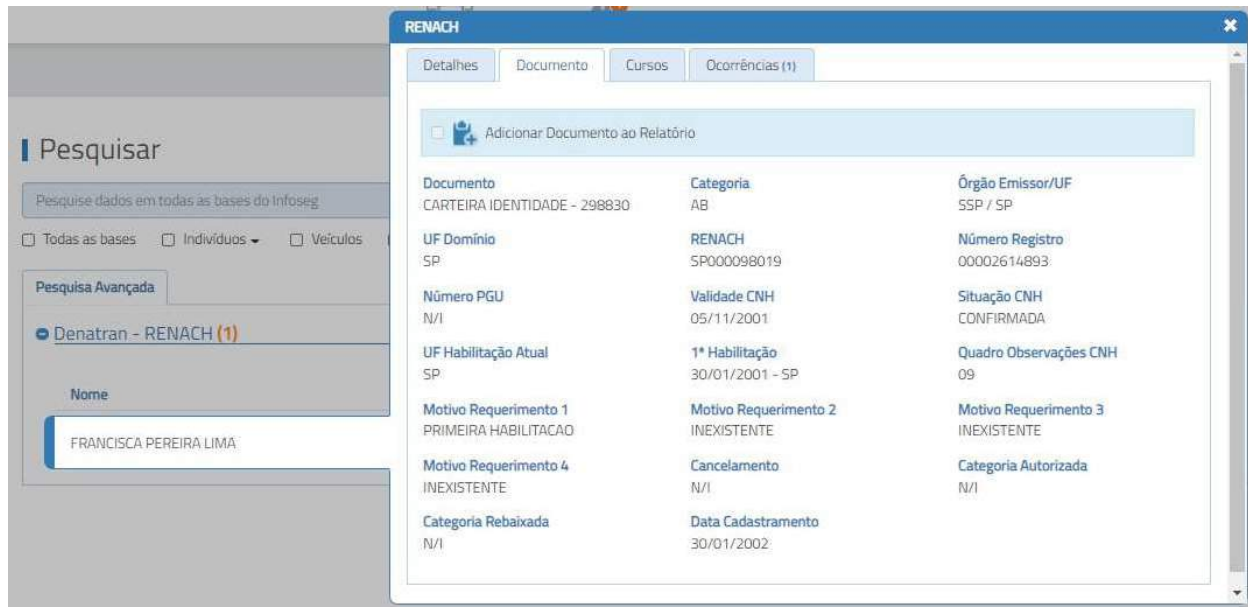 Pesquisar
Pesquise dados em todas as bases do Infoseg
Todas as bases Indivíduos Veículos
Pesquisa Avançada
Denatran - RENACH (1)
Nome
FRANCISCA PEREIRA LIMA
RENACH
Detalhes Documento Cursos Ocorrências (1)
Adicionar Documento ao Relatório
Documento Categoria Órgão Emissor/UF
CARTEIRA IDENTIDADE - 298830 AB SSP / SP
UF Domínio RENACH Número Registro
SP SP000098019 00002614893
Número PGU Validade CNH Situação CNH
N/I 05/11/2001 CONFIRMADA
UF Habilitação Atual 1ª Habilitação Quadro Observações CNH
SP 30/01/2001 - SP 09
Motivo Requerimento 1 Motivo Requerimento 2 Motivo Requerimento 3
PRIMEIRA HABILITACAO INEXISTENTE INEXISTENTE
Motivo Requerimento 4 Cancelamento Categoria Autorizada
INEXISTENTE N/I N/I
Categoria Rebaixada Data Cadastramento
N/I 30/01/2002